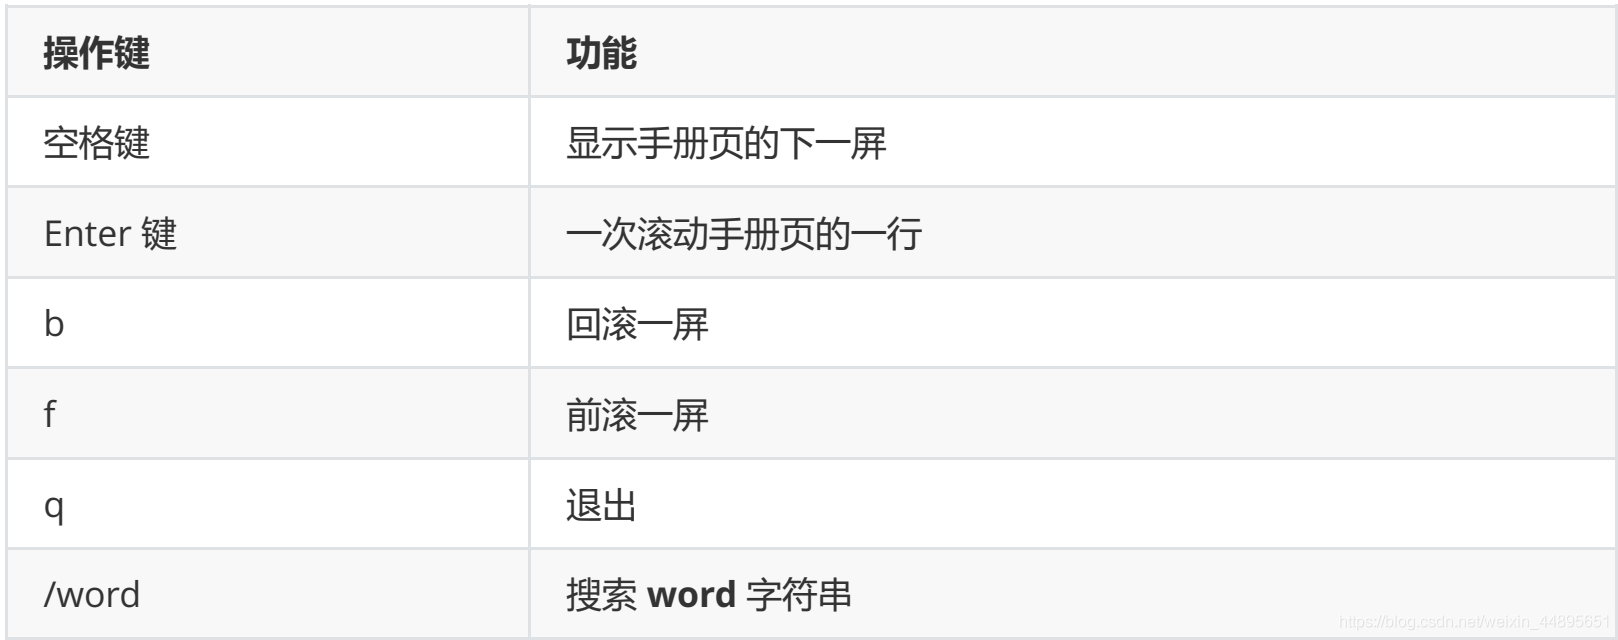 操作键 功能
空格键 显示手册页的下一屏
Enter 键 一次滚动手册页的一行
b 回滚一屏
f 前滚一屏
q 退出
/word 搜索 word 字符串
https://blog.csdn.net/weixin_44895651